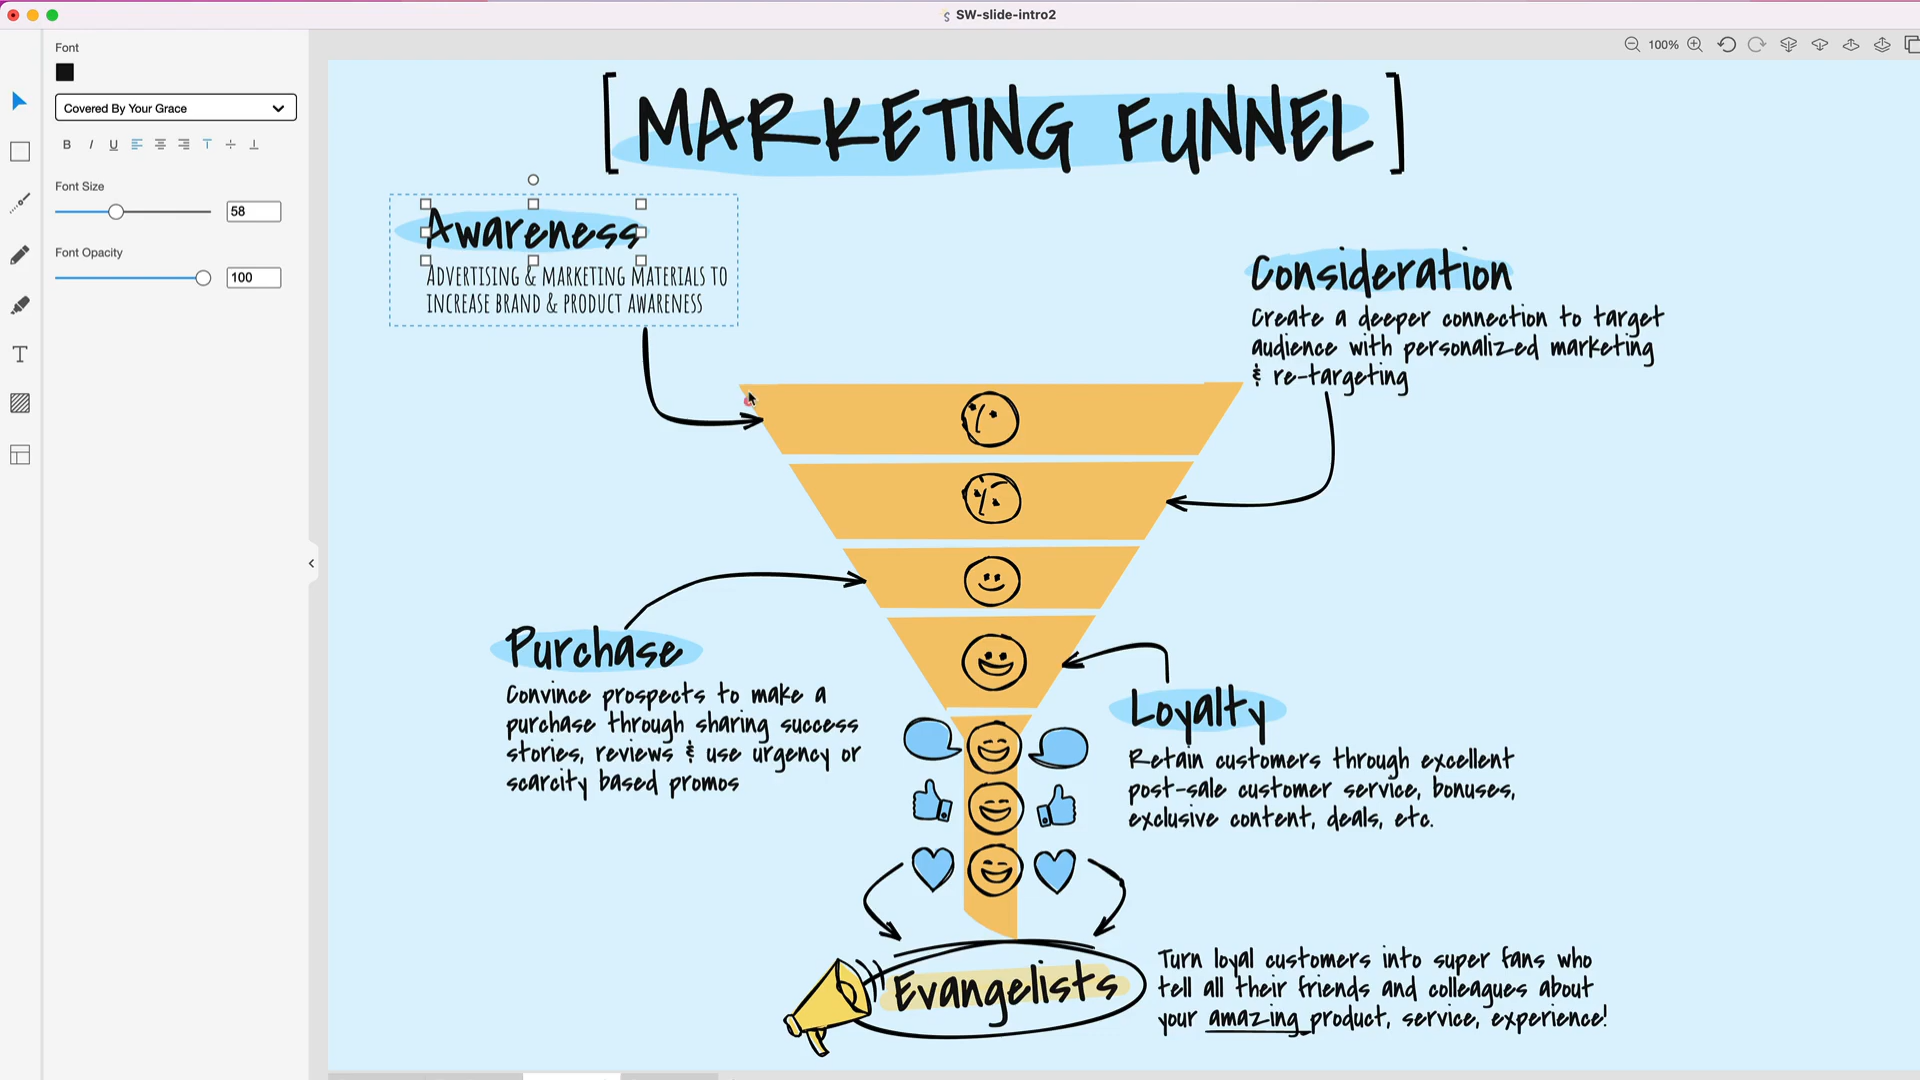 SW-slide-intro2
Font
Covered By Your Grace
B I U
Font Size
58
Font Opacity
100
100%
[MARKETING FUNNEL]
Awareness
ADVERTISING & MARKETING MATERIALS TO
INCREASE BRAND & PRODUCT AWARENESS
Consideration
Create a deeper connection to target
audience with personalized marketing
& re-targeting
Purchase
Convince prospects to make a
purchase through sharing success
stories, reviews & use urgency or
scarcity based promos
Loyalty
Retain customers through excellent
post-sale customer service, bonuses,
exclusive content, deals, etc.
Evangelists
Turn loyal customers into super fans who
tell all their friends and colleagues about
your amazing product, service, experience!